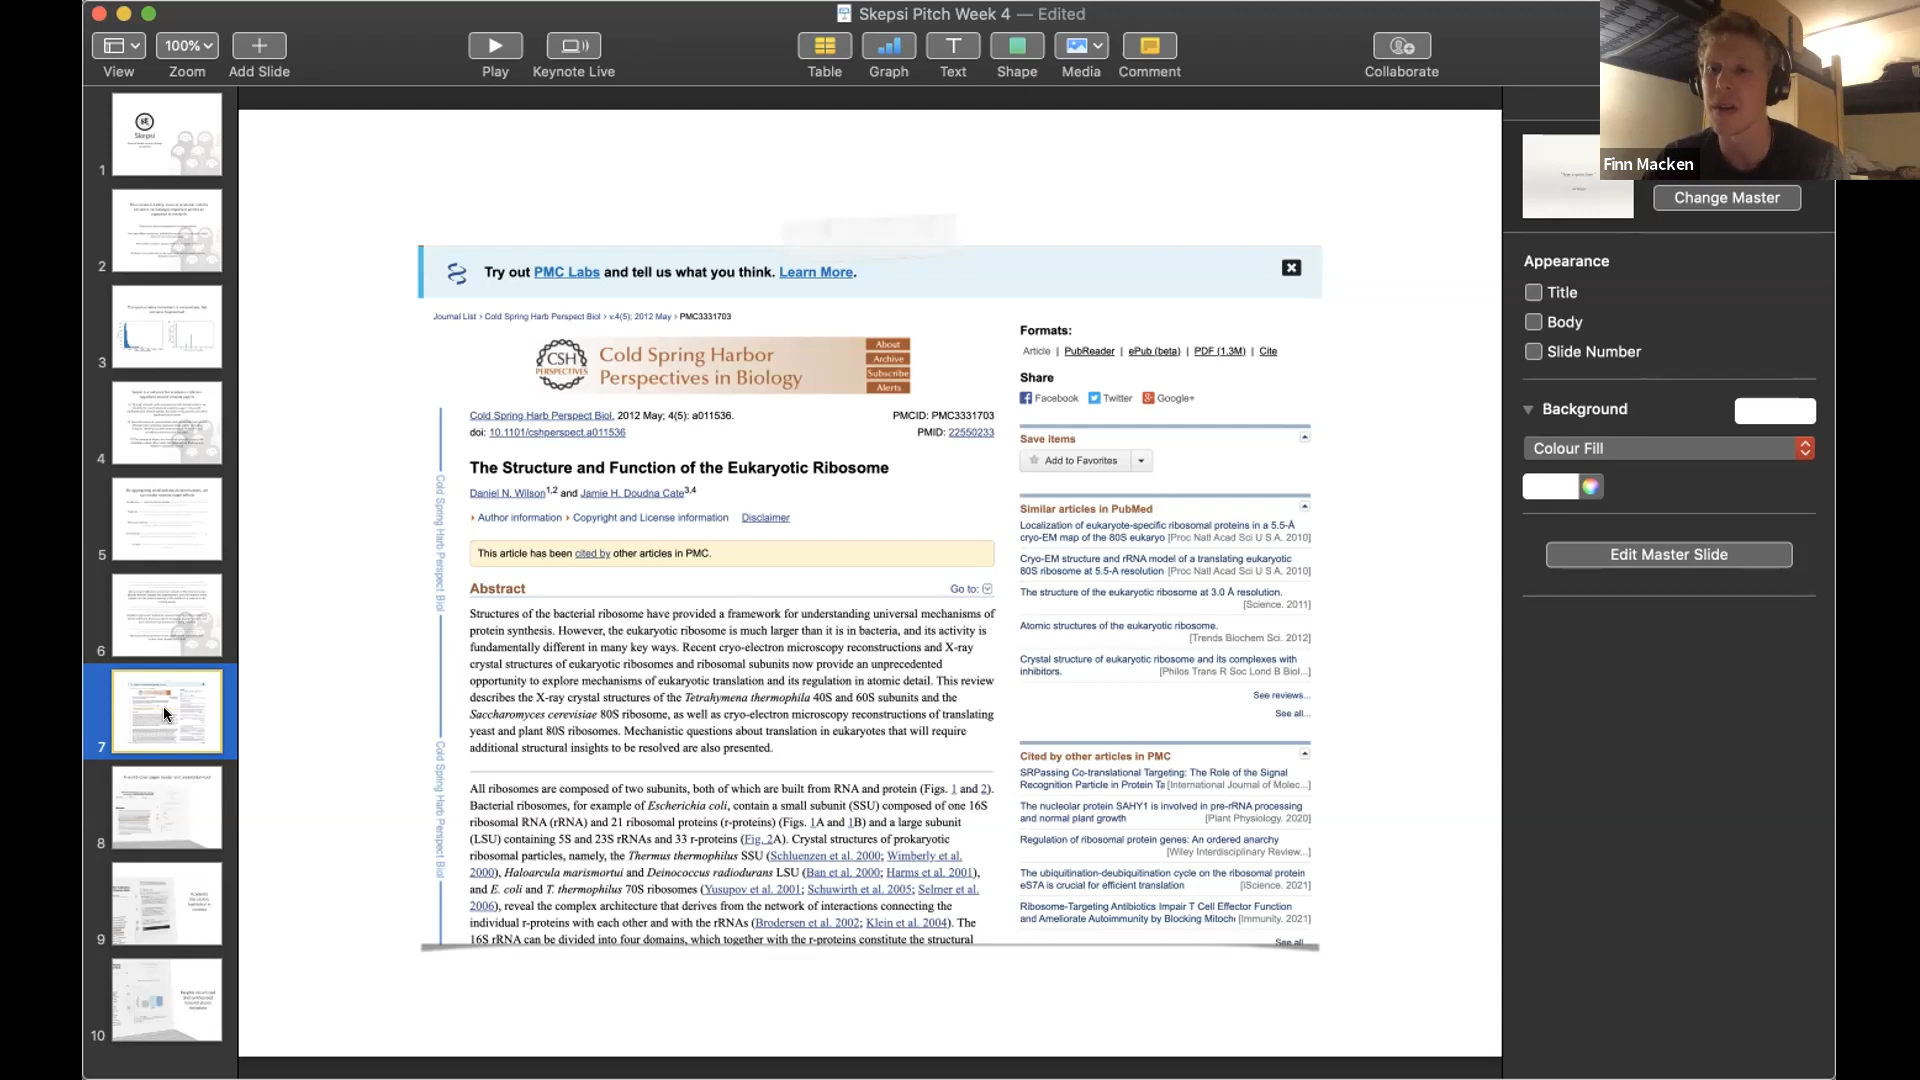 Skepsi Pitch Week 4 — Edited
View
100%
Zoom
Add Slide
Play
Keynote Live
Table
Graph
Text
Shape
Media
Comment
Collaborate
Finn Macken
Change Master
Appearance
Title
Body
Slide Number
Background
Colour Fill
Edit Master Slide
1
Skepsi
2
3
4
5
6
7
8
9
10
Try out PMC Labs and tell us what you think. Learn More.
Journal List > Cold Spring Harb Perspect Biol > v.4(5); 2012 May > PMC3331703
CSH
PERSPECTIVES
Cold Spring Harbor
Perspectives in Biology
About
Archive
Subscribe
Alerts
Cold Spring Harb Perspect Biol. 2012 May; 4(5): a011536.
PMCID: PMC3331703
doi: 10.1101/cshperspect.a011536
PMID: 22550233
The Structure and Function of the Eukaryotic Ribosome
Daniel N. Wilson1,2 and Jamie H. Doudna Cate3,4
Author information Copyright and License information Disclaimer
This article has been cited by other articles in PMC.
Abstract
Go to:
Structures of the bacterial ribosome have provided a framework for understanding universal mechanisms of
protein synthesis. However, the eukaryotic ribosome is much larger than it is in bacteria, and its activity is
fundamentally different in many key ways. Recent cryo-electron microscopy reconstructions and X-ray
crystal structures of eukaryotic ribosomes and ribosomal subunits now provide an unprecedented
opportunity to explore mechanisms of eukaryotic translation and its regulation in atomic detail. This review
describes the X-ray crystal structures of the Tetrahymena thermophila 40S and 60S subunits and the
Saccharomyces cerevisiae 80S ribosome, as well as cryo-electron microscopy reconstructions of translating
yeast and plant 80S ribosomes. Mechanistic questions about translation in eukaryotes that will require
additional structural insights to be resolved are also presented.
All ribosomes are composed of two subunits, both of which are built from RNA and protein (Figs. 1 and 2).
Bacterial ribosomes, for example of Escherichia coli, contain a small subunit (SSU) composed of one 16S
ribosomal RNA (rRNA) and 21 ribosomal proteins (r-proteins) (Figs. 1A and 1B) and a large subunit
(LSU) containing 5S and 23S rRNAs and 33 r-proteins (Fig. 2A). Crystal structures of prokaryotic
ribosomal particles, namely, the Thermus thermophilus SSU (Schluenzen et al. 2000; Wimberly et al.
2000), Haloarcula marismortui and Deinococcus radiodurans LSU (Ban et al. 2000; Harms et al. 2001),
and E. coli and T. thermophilus 70S ribosomes (Yusupov et al. 2001; Schuwirth et al. 2005; Selmer et al.
2006), reveal the complex architecture that derives from the network of interactions connecting the
individual r-proteins with each other and with the rRNAs (Brodersen et al. 2002; Klein et al. 2004). The
16S rRNA can be divided into four domains, which together with the r-proteins constitute the structural
Cold Spring Harb Perspect Biol
Cold Spring Harb Perspect Biol
Formats:
Article | PubReader | ePub (beta) | PDF (1.3M) | Cite
Share
Facebook Twitter Google+
Save items
Add to Favorites
Similar articles in PubMed
Localization of eukaryote-specific ribosomal proteins in a 5.5-Å
cryo-EM map of the 80S eukaryo [Proc Natl Acad Sci U S A. 2010]
Cryo-EM structure and rRNA model of a translating eukaryotic
80S ribosome at 5.5-A resolution [Proc Natl Acad Sci U S A. 2010]
The structure of the eukaryotic ribosome at 3.0 Å resolution.
[Science. 2011]
Atomic structures of the eukaryotic ribosome.
[Trends Biochem Sci. 2012]
Crystal structure of eukaryotic ribosome and its complexes with
inhibitors. [Philos Trans R Soc Lond B Biol...]
See reviews...
See all...
Cited by other articles in PMC
SRPassing Co-translational Targeting: The Role of the Signal
Recognition Particle in Protein Ta [International Journal of Molec...]
The nucleolar protein SAHY1 is involved in pre-rRNA processing
and normal plant growth [Plant Physiology. 2020]
Regulation of ribosomal protein genes: An ordered anarchy
[Wiley Interdisciplinary Review...]
The ubiquitination-deubiquitination cycle on the ribosomal protein
eS7A is crucial for efficient translation [iScience. 2021]
Ribosome-Targeting Antibiotics Impair T Cell Effector Function
and Ameliorate Autoimmunity by Blocking Mitoch [Immunity. 2021]
See all